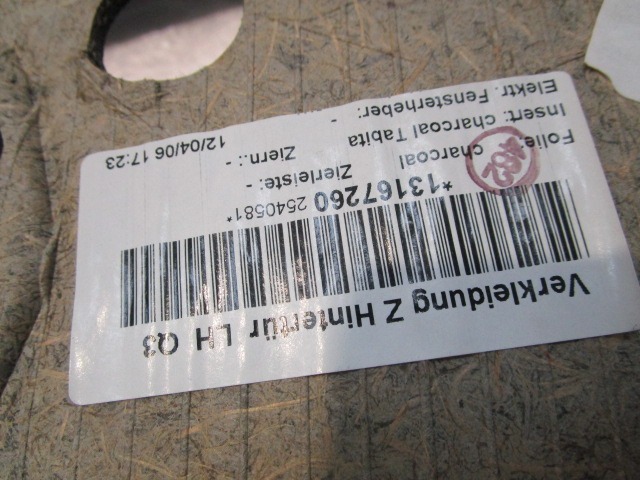 Verkleidung Z Hintertür LH Q3
*13167260 2540581*
Folie: charcoal Zierleiste: -
Insert: charcoal Tabita Ziern.: -
Elektr. Fensterheber: - 12/04/06 17:23